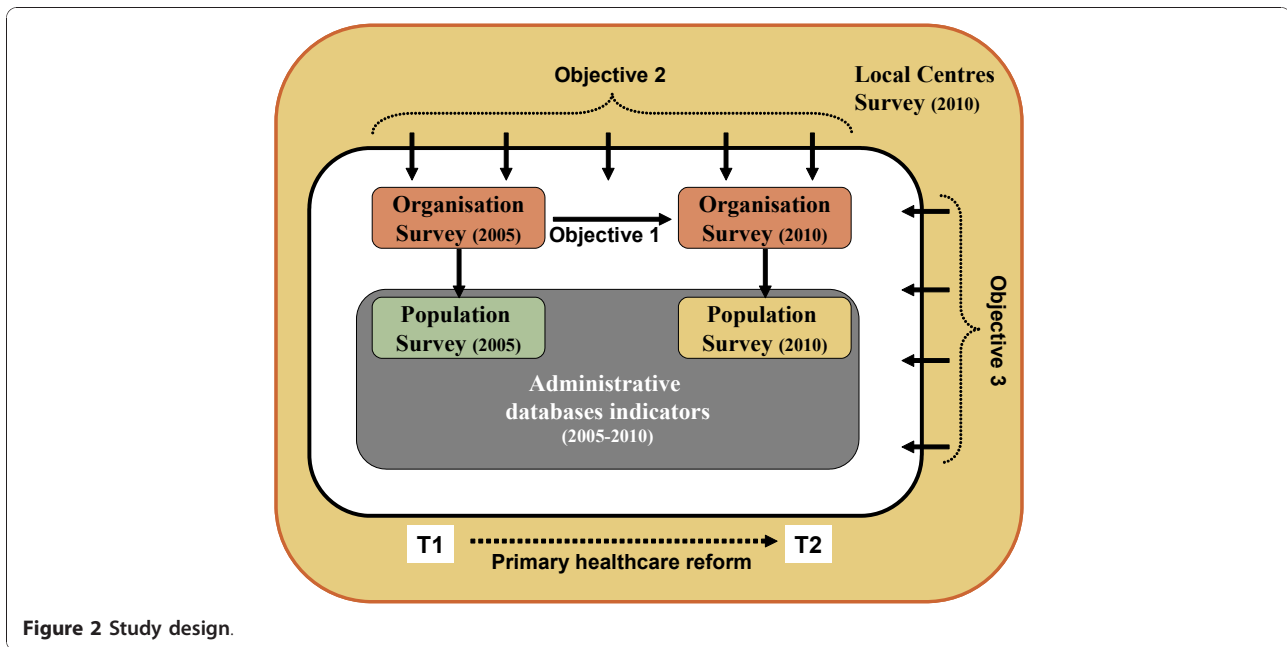 Objective 2
Local Centres
Survey (2010)
Organisation
Survey (2005)
Objective 1
Organisation
Survey (2010)
Population
Survey (2005)
Population
Survey (2010)
Administrative
databases indicators
(2005-2010)
Objective 3
T1
T2
Primary healthcare reform
Figure 2 Study design.